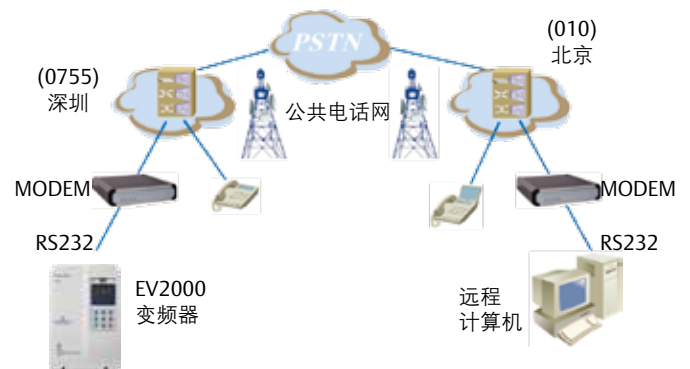 PSTN
(010)
北京
(0755)
深圳
公共电话网
MODEM
MODEM
RS232
RS232
EV2000
变频器
远程
计算机